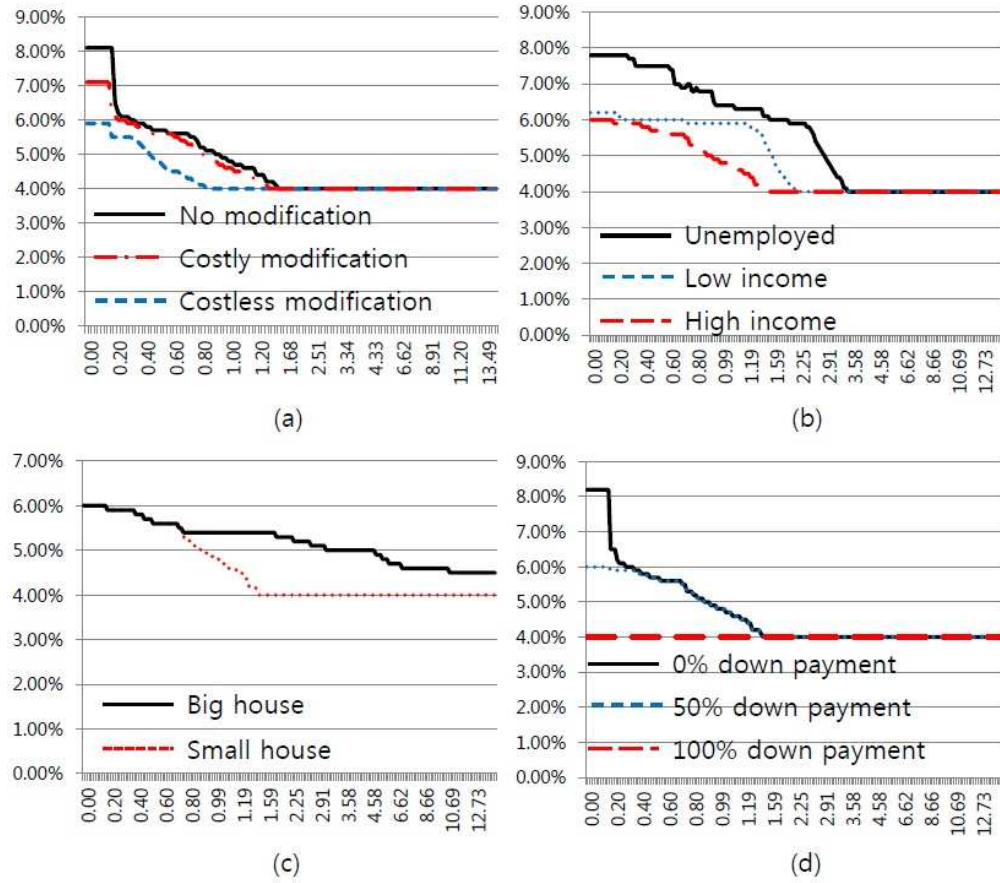 9.00%
8.00%
7.00%
6.00%
5.00%
4.00%
3.00%
2.00%
1.00%
0.00%
No modification
Costly modification
Costless modification
0.00 0.20 0.40 0.60 0.80 1.00 1.20 1.68 2.51 3.34 4.33 6.62 8.91 11.20 13.49
(a)
9.00%
8.00%
7.00%
6.00%
5.00%
4.00%
3.00%
2.00%
1.00%
0.00%
Unemployed
Low income
High income
0.00 0.20 0.40 0.60 0.80 0.99 1.19 1.59 2.25 2.91 3.58 4.58 6.62 8.66 10.69 12.73
(b)
7.00%
6.00%
5.00%
4.00%
3.00%
2.00%
1.00%
0.00%
Big house
Small house
0.00 0.20 0.40 0.60 0.80 0.99 1.19 1.59 2.25 2.91 3.58 4.58 6.62 8.66 10.69 12.73
(c)
9.00%
8.00%
7.00%
6.00%
5.00%
4.00%
3.00%
2.00%
1.00%
0.00%
0% down payment
50% down payment
100% down payment
0.00 0.20 0.40 0.60 0.80 0.99 1.19 1.59 2.25 2.91 3.58 4.58 6.62 8.66 10.69 12.73
(d)